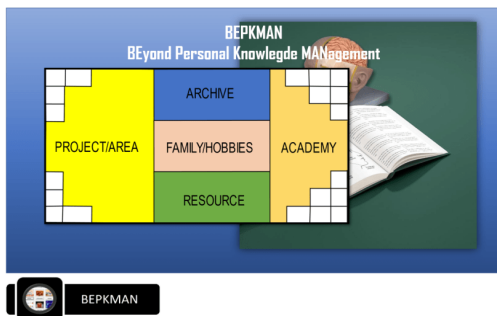 BEPKMAN
BEyond Personal Knowlegde MANagement
ARCHIVE
PROJECT/AREA
FAMILY/HOBBIES
ACADEMY
RESOURCE
BEPKMAN